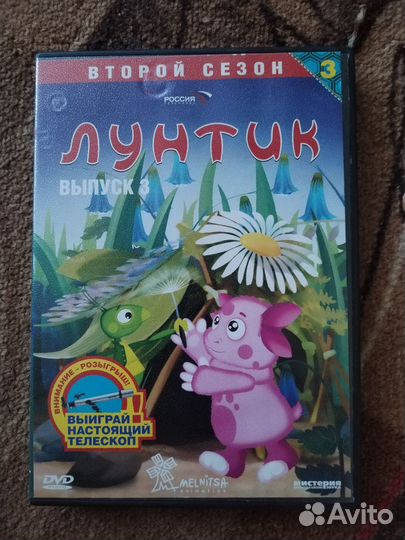 ВТОРОЙ СЕЗОН 3
РОССИЯ
ЛУНТИК
ВЫПУСК 3
ВНИМАНИЕ - РОЗЫГРЫШ!
ВЫИГРАЙ
НАСТОЯЩИЙ
ТЕЛЕСКОП
DVD
MELNITSA
animation
мистерия
Avito